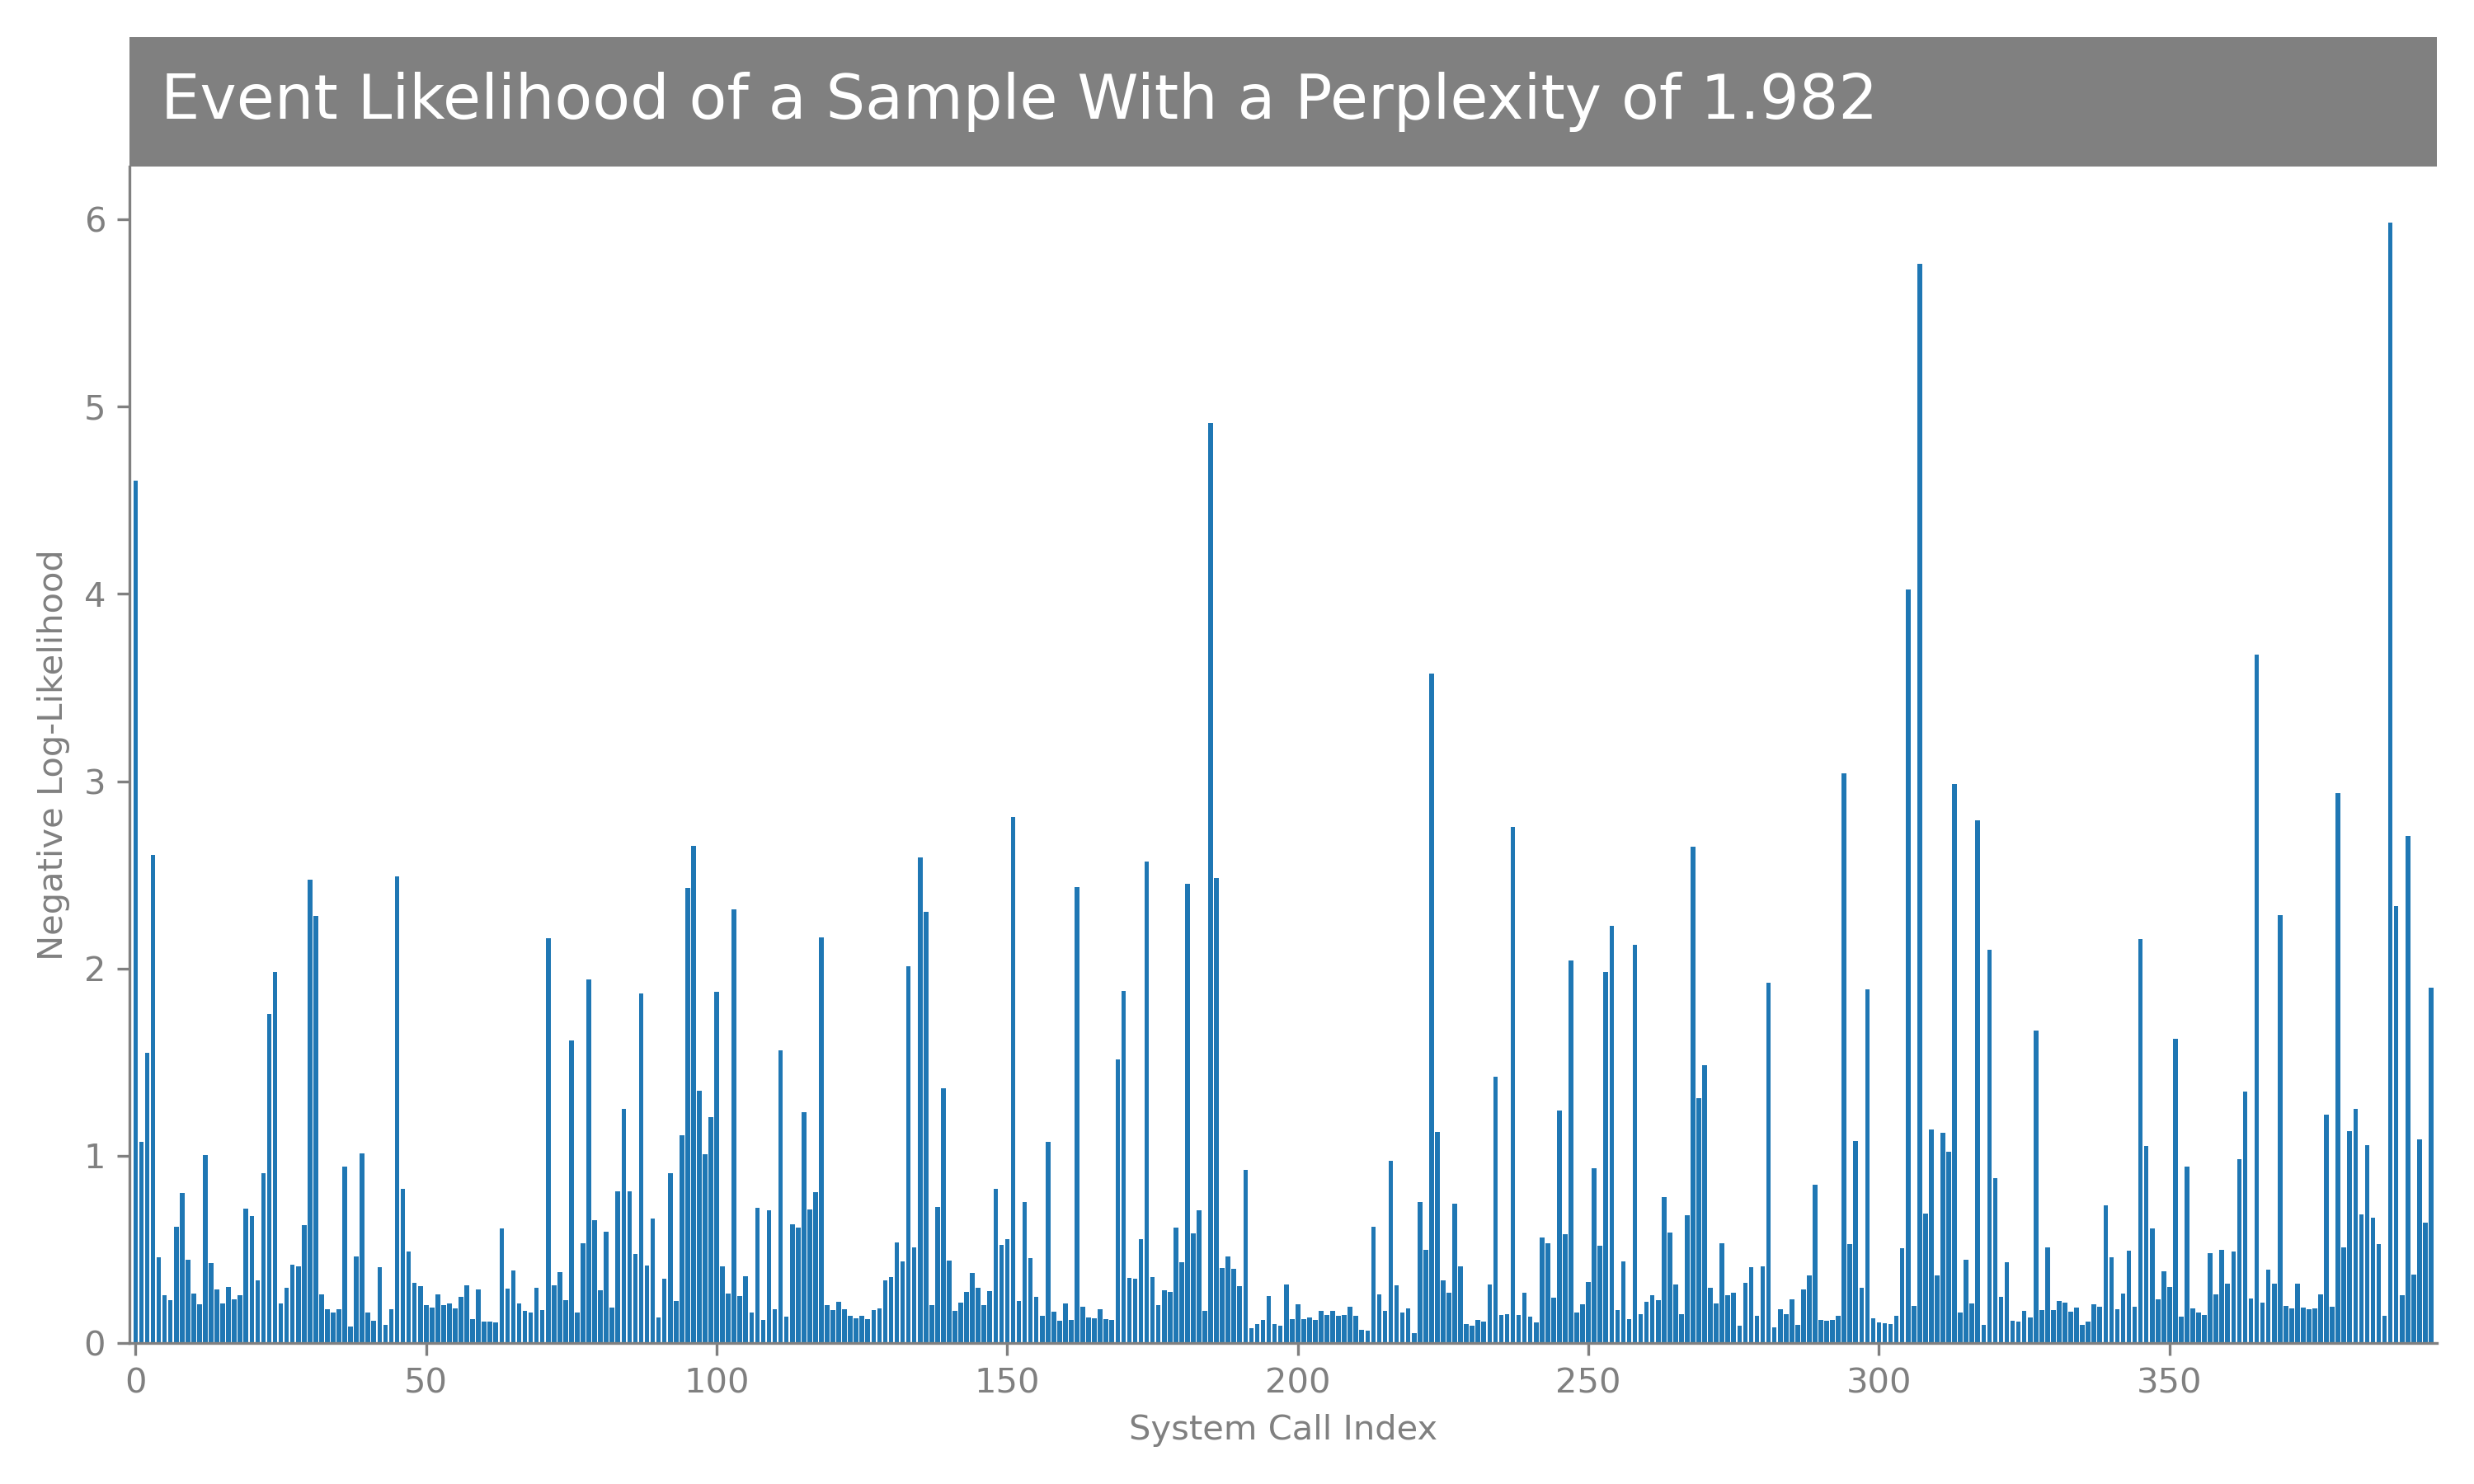 Event Likelihood of a Sample With a Perplexity of 1.982
6
5
4
3
2
1
0
Negative Log-Likelihood
0 50 100 150 200 250 300 350
System Call Index